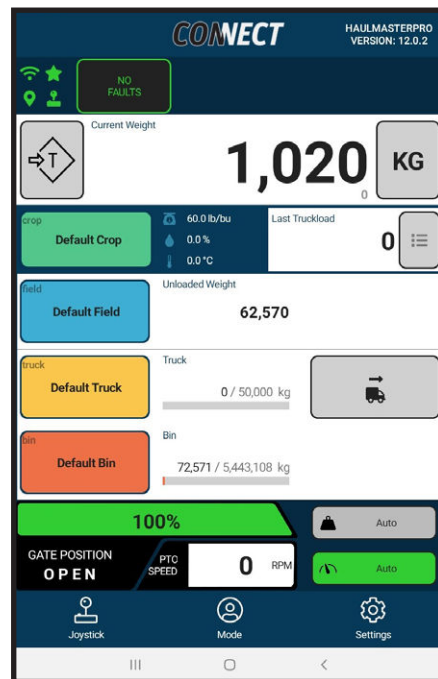 CONNECT
HAULMASTERPRO
VERSION: 12.0.2
NO
FAULTS
Current Weight
T
1,020
0
KG
crop
Default Crop
60.0 lb/bu
0.0 %
0.0 °C
Last Truckload
0
field
Default Field
Unloaded Weight
62,570
truck
Default Truck
Truck
0 / 50,000 kg
bin
Default Bin
Bin
72,571 / 5,443,108 kg
100%
Auto
GATE POSITION
OPEN
PTO
SPEED
0
RPM
Auto
Joystick
Mode
Settings